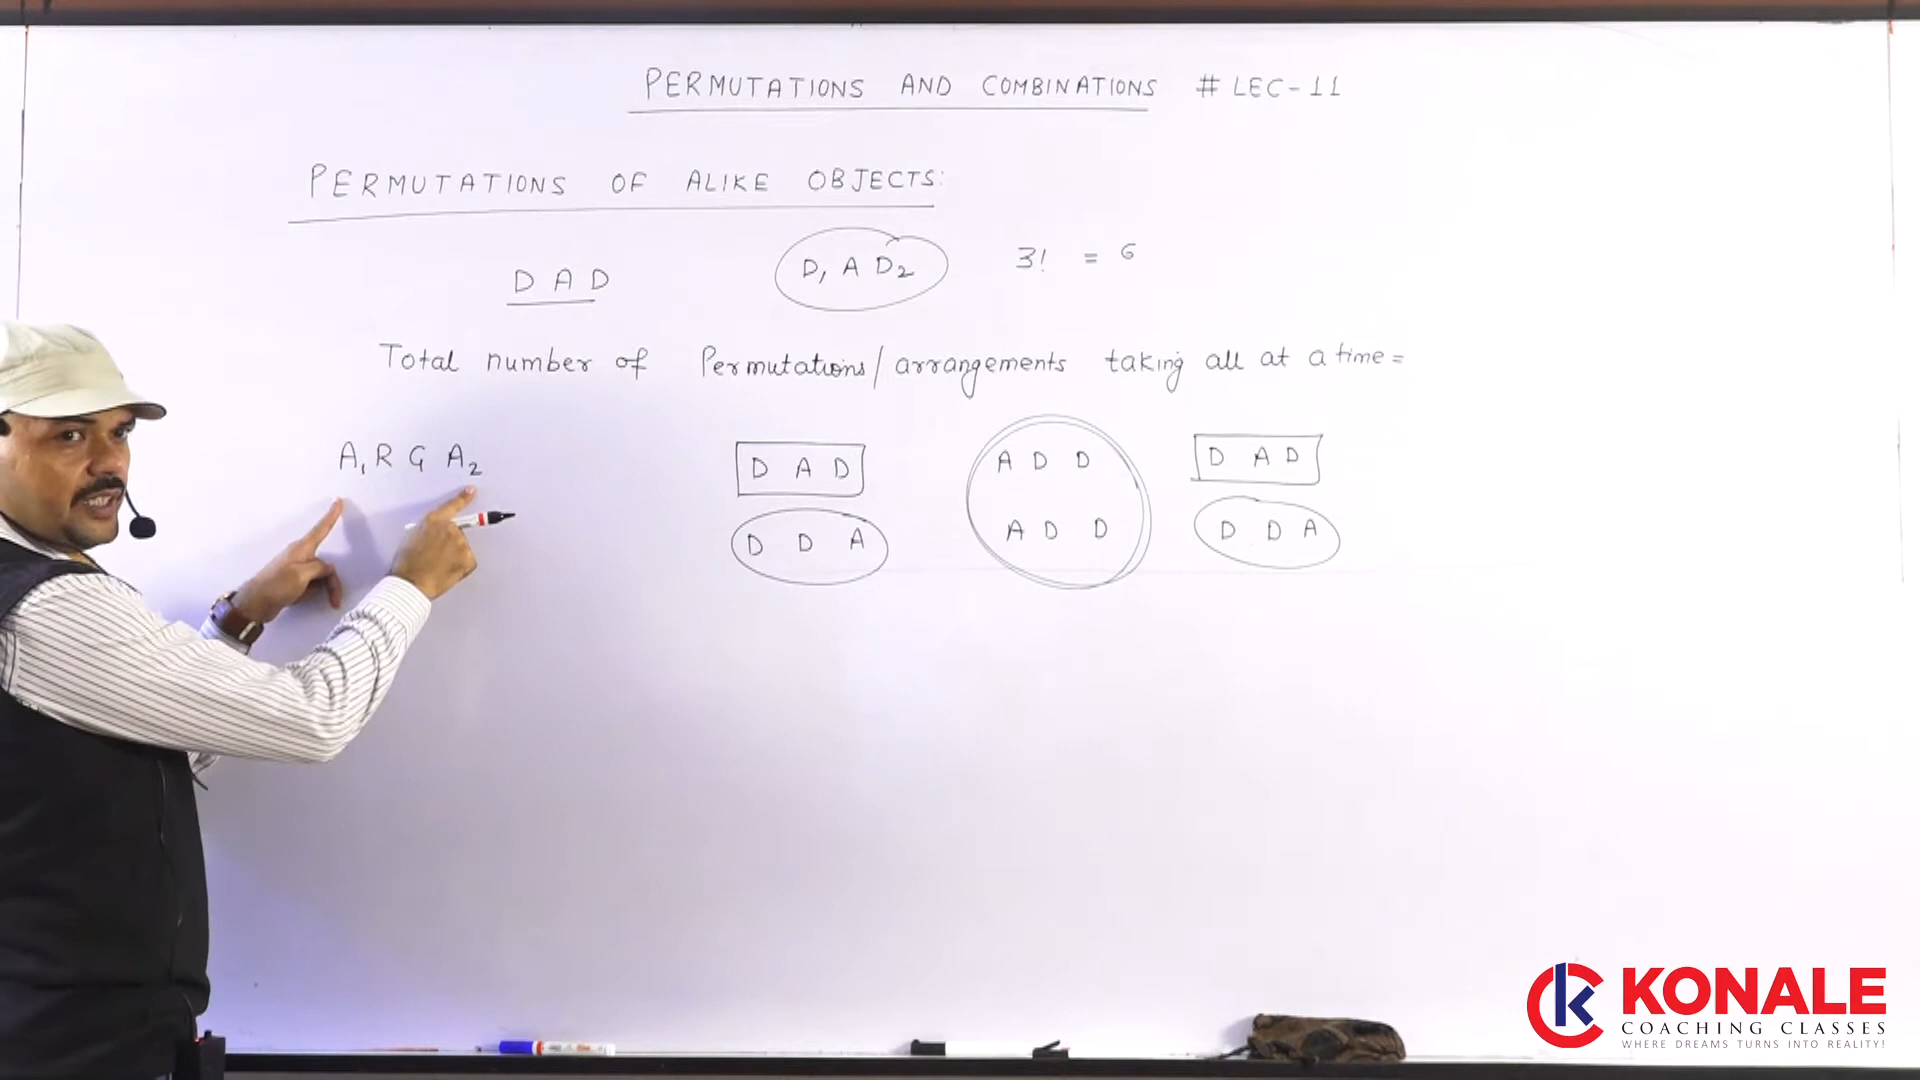 PERMUTATIONS AND COMBINATIONS # LEC-11
PERMUTATIONS OF ALIKE OBJECTS:
D A D
D₁ A D₂
3! = 6
Total number of Permutations/arrangements taking all at a time =
A₁ R G A₂
D A D
A D D
D A D
D D A
A D D
D D A
KONALE
COACHING CLASSES
WHERE DREAMS TURNS INTO REALITY!